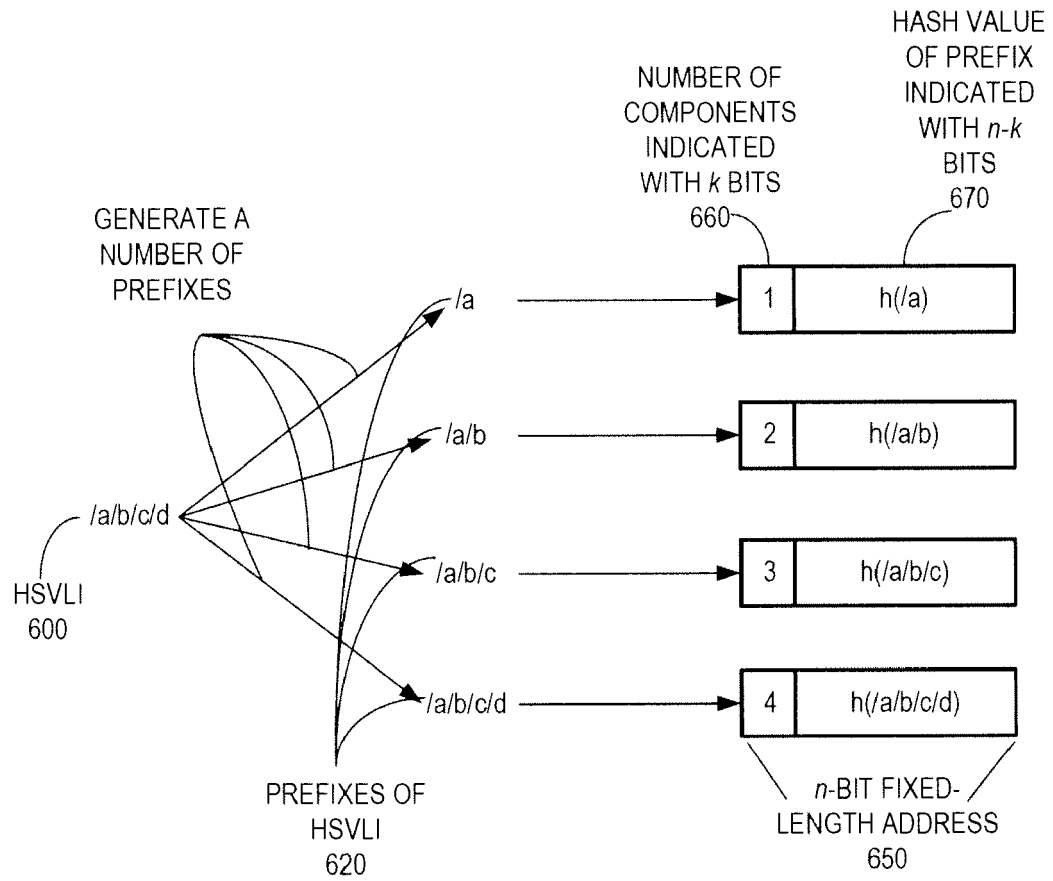 HASH VALUE
OF PREFIX
INDICATED
WITH n-k
BITS
670
NUMBER OF
COMPONENTS
INDICATED
WITH k BITS
660
GENERATE A
NUMBER OF
PREFIXES
/a
1
h(/a)
/a/b
2
h(/a/b)
/a/b/c/d
HSVLI
600
/a/b/c
3
h(/a/b/c)
/a/b/c/d
4
h(/a/b/c/d)
PREFIXES OF
HSVLI
620
n-BIT FIXED-
LENGTH ADDRESS
650